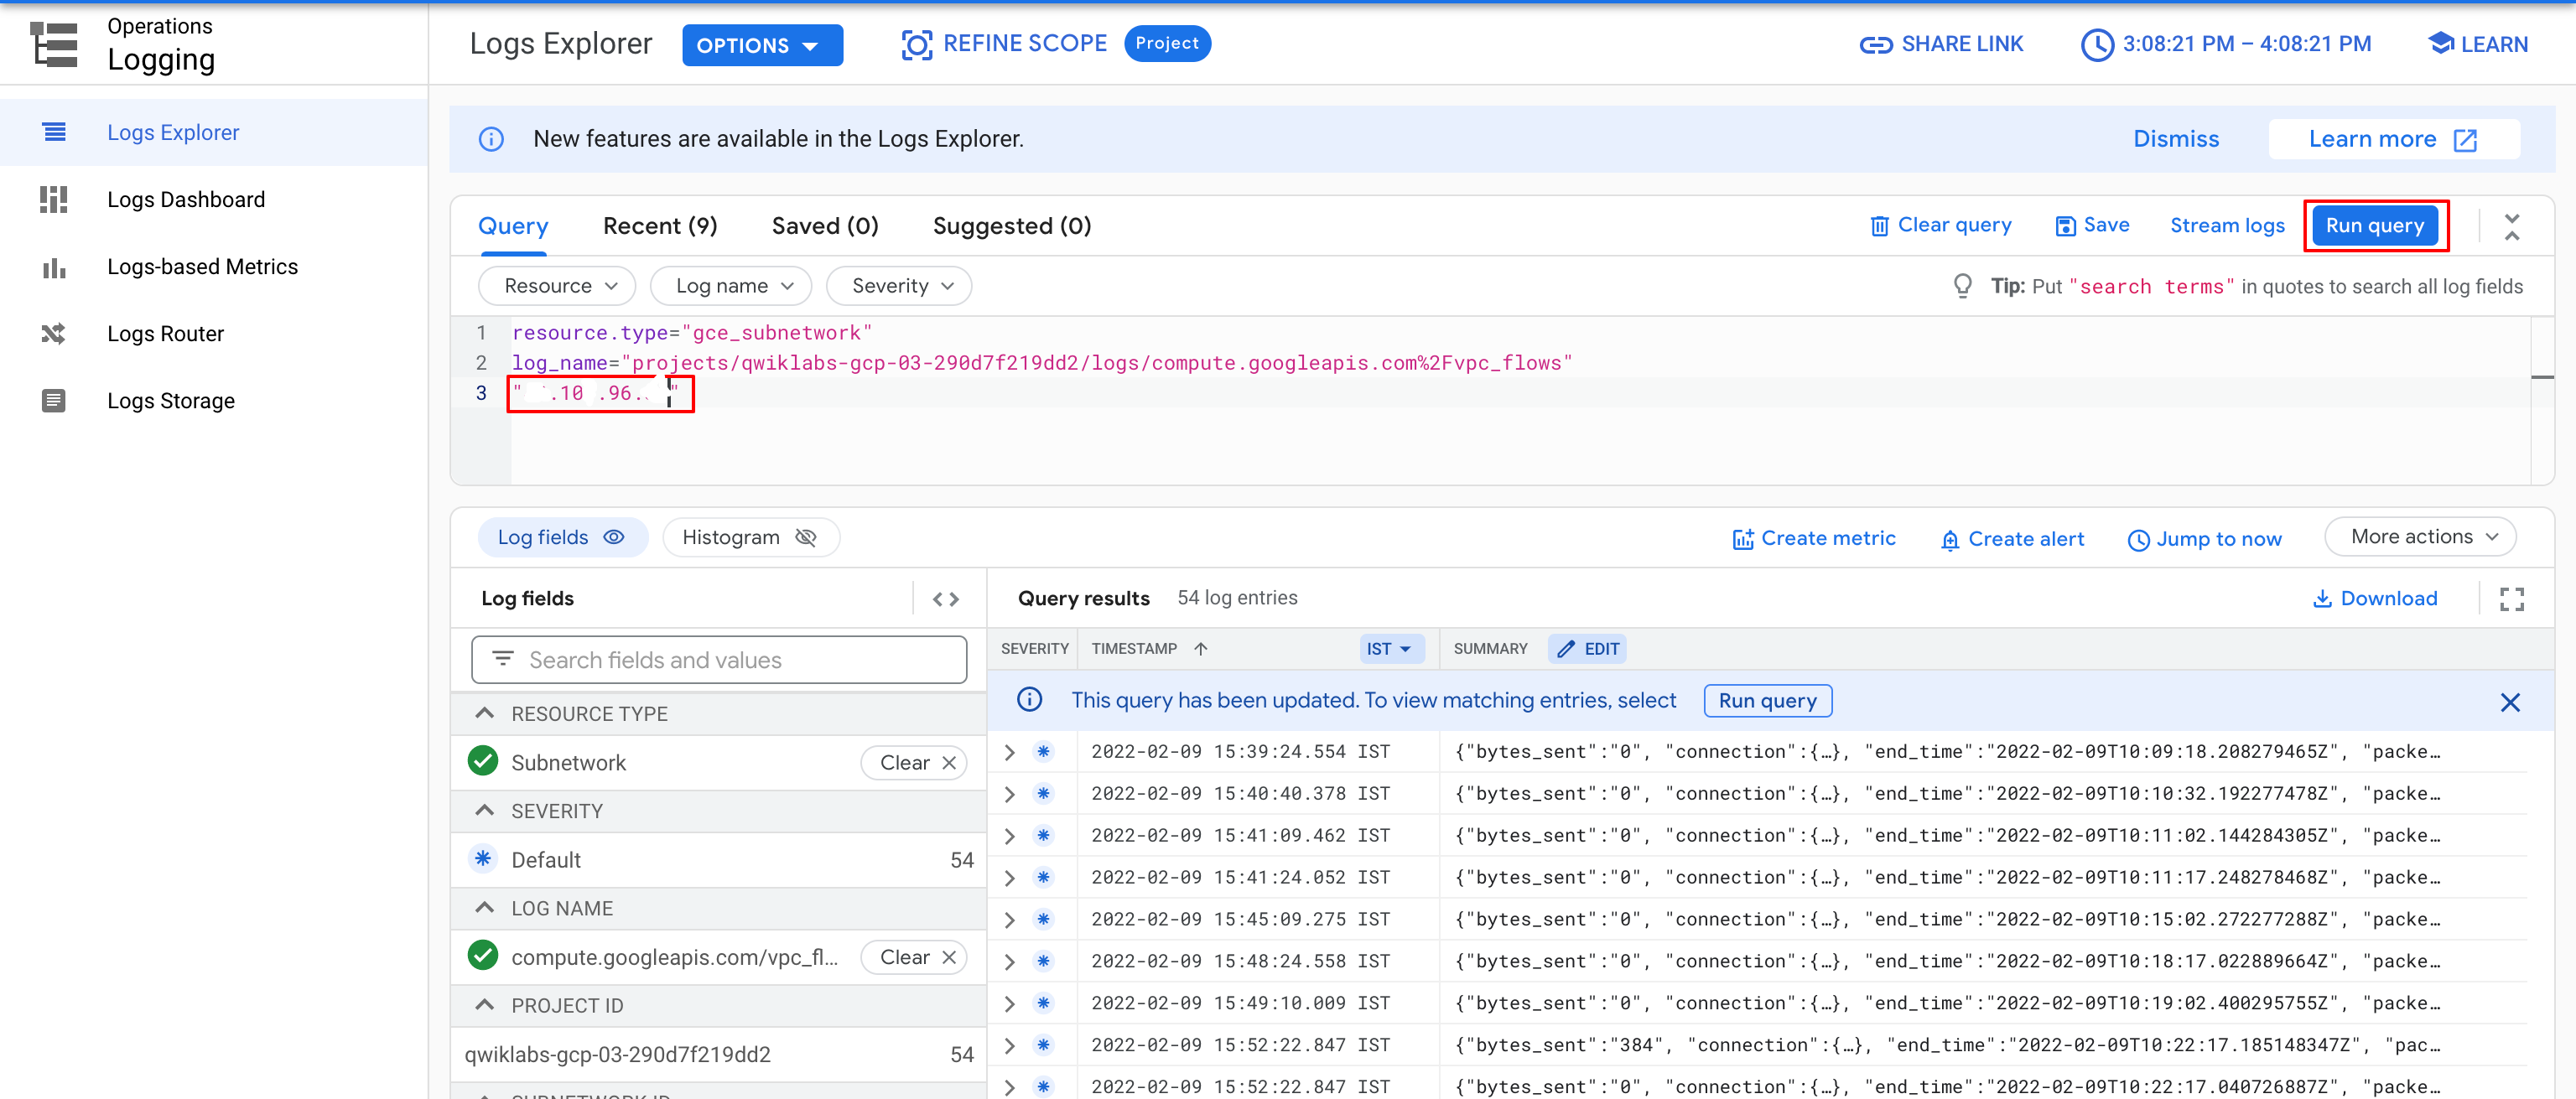 Operations
Logging
Logs Explorer
Logs Dashboard
Logs-based Metrics
Logs Router
Logs Storage
Logs Explorer OPTIONS REFINE SCOPE Project SHARE LINK 3:08:21 PM – 4:08:21 PM LEARN
New features are available in the Logs Explorer. Dismiss Learn more
Query Recent (9) Saved (0) Suggested (0) Clear query Save Stream logs Run query
Resource Log name Severity Tip: Put "search terms" in quotes to search all log fields
1 resource.type="gce_subnetwork"
2 log_name="projects/qwiklabs-gcp-03-290d7f219dd2/logs/compute.googleapis.com%2Fvpc_flows"
3 " .10 .96. "
Log fields Histogram Create metric Create alert Jump to now More actions
Log fields
Search fields and values
RESOURCE TYPE
Subnetwork Clear
SEVERITY
Default 54
LOG NAME
compute.googleapis.com/vpc_fl... Clear
PROJECT ID
qwiklabs-gcp-03-290d7f219dd2 54
SUBNETWORK ID
Query results 54 log entries Download
SEVERITY TIMESTAMP IST SUMMARY EDIT
This query has been updated. To view matching entries, select Run query
2022-02-09 15:39:24.554 IST {"bytes_sent":"0", "connection":{…}, "end_time":"2022-02-09T10:09:18.208279465Z", "packe…
2022-02-09 15:40:40.378 IST {"bytes_sent":"0", "connection":{…}, "end_time":"2022-02-09T10:10:32.192277478Z", "packe…
2022-02-09 15:41:09.462 IST {"bytes_sent":"0", "connection":{…}, "end_time":"2022-02-09T10:11:02.144284305Z", "packe…
2022-02-09 15:41:24.052 IST {"bytes_sent":"0", "connection":{…}, "end_time":"2022-02-09T10:11:17.248278468Z", "packe…
2022-02-09 15:45:09.275 IST {"bytes_sent":"0", "connection":{…}, "end_time":"2022-02-09T10:15:02.272277288Z", "packe…
2022-02-09 15:48:24.558 IST {"bytes_sent":"0", "connection":{…}, "end_time":"2022-02-09T10:18:17.022889664Z", "packe…
2022-02-09 15:49:10.009 IST {"bytes_sent":"0", "connection":{…}, "end_time":"2022-02-09T10:19:02.400295755Z", "packe…
2022-02-09 15:52:22.847 IST {"bytes_sent":"384", "connection":{…}, "end_time":"2022-02-09T10:22:17.185148347Z", "pac…
2022-02-09 15:52:22.847 IST {"bytes_sent":"0", "connection":{…}, "end_time":"2022-02-09T10:22:17.040726887Z", "packe…